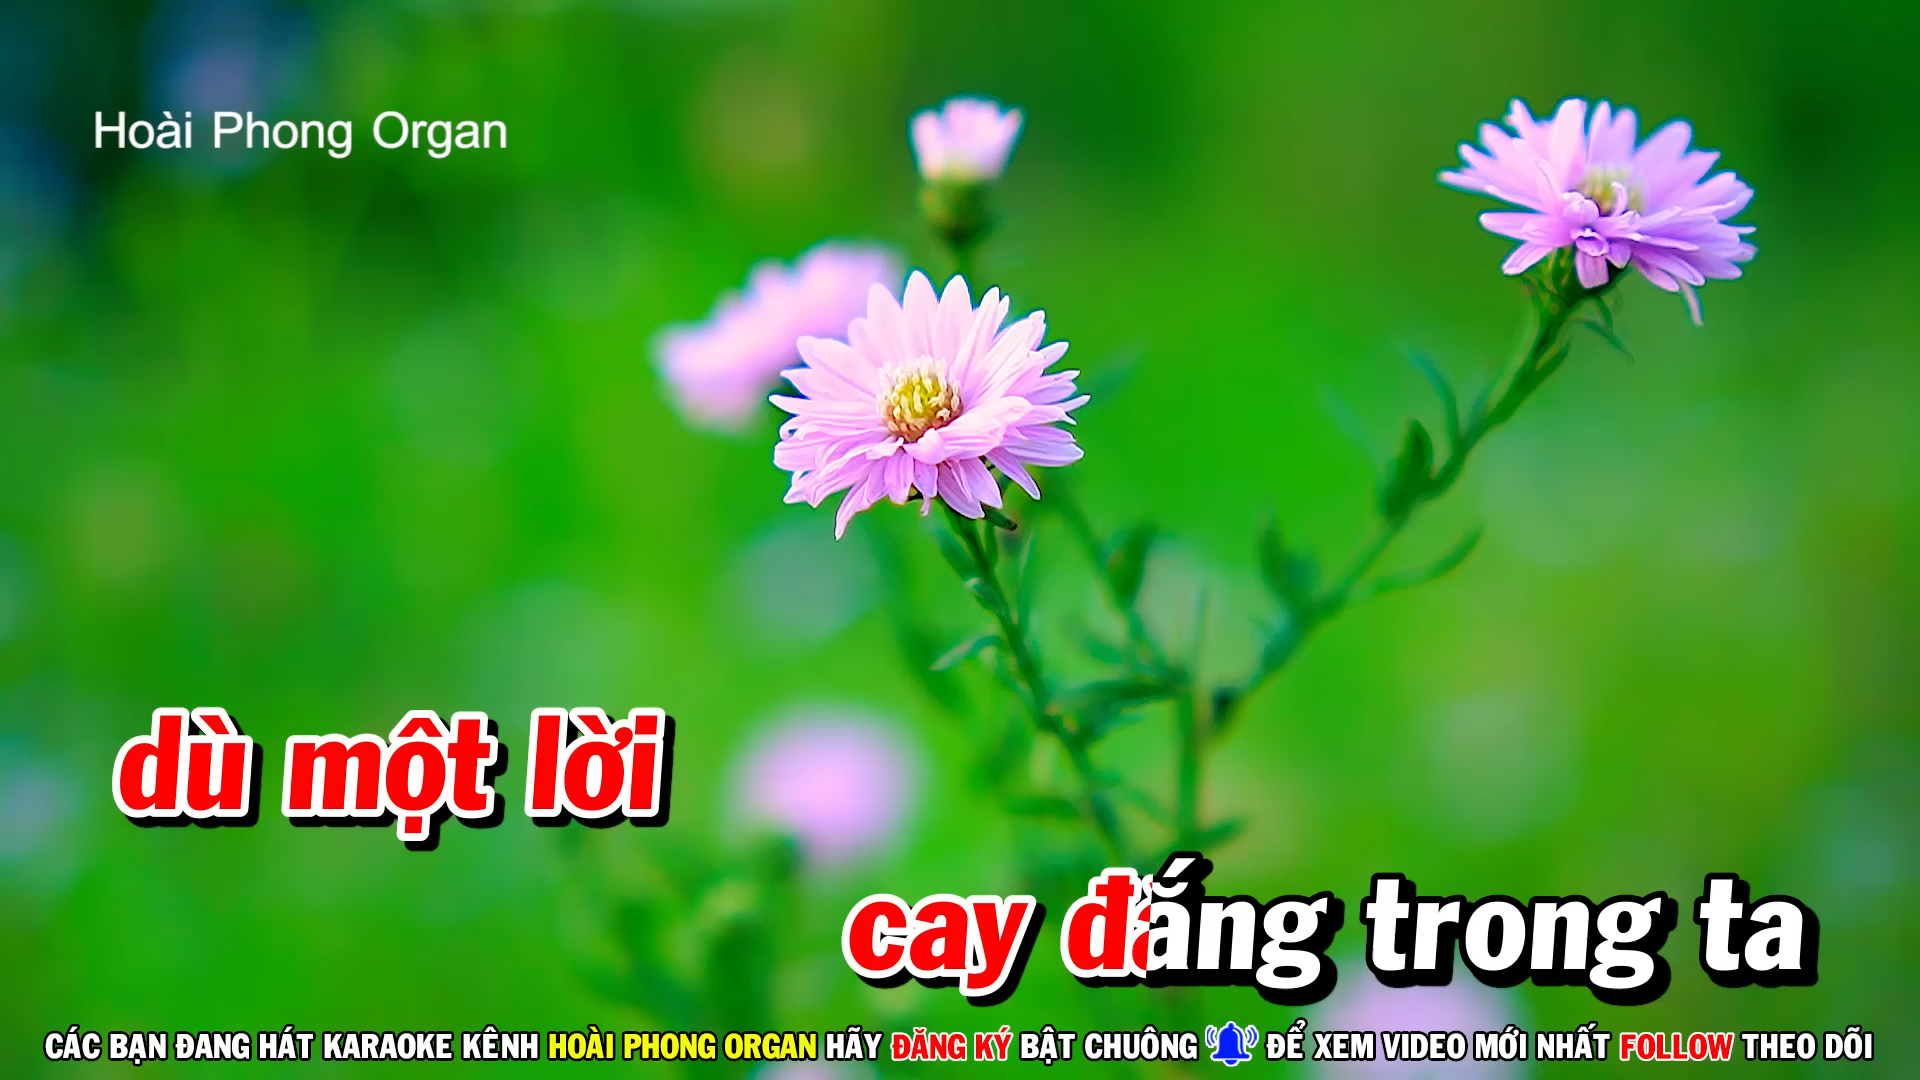 Hoài Phong Organ
dù một lời
cay đắng trong ta
CÁC BẠN ĐANG HÁT KARAOKE KÊNH HOÀI PHONG ORGAN HÃY ĐĂNG KÝ BẬT CHUÔNG ĐỂ XEM VIDEO MỚI NHẤT FOLLOW THEO DÕI